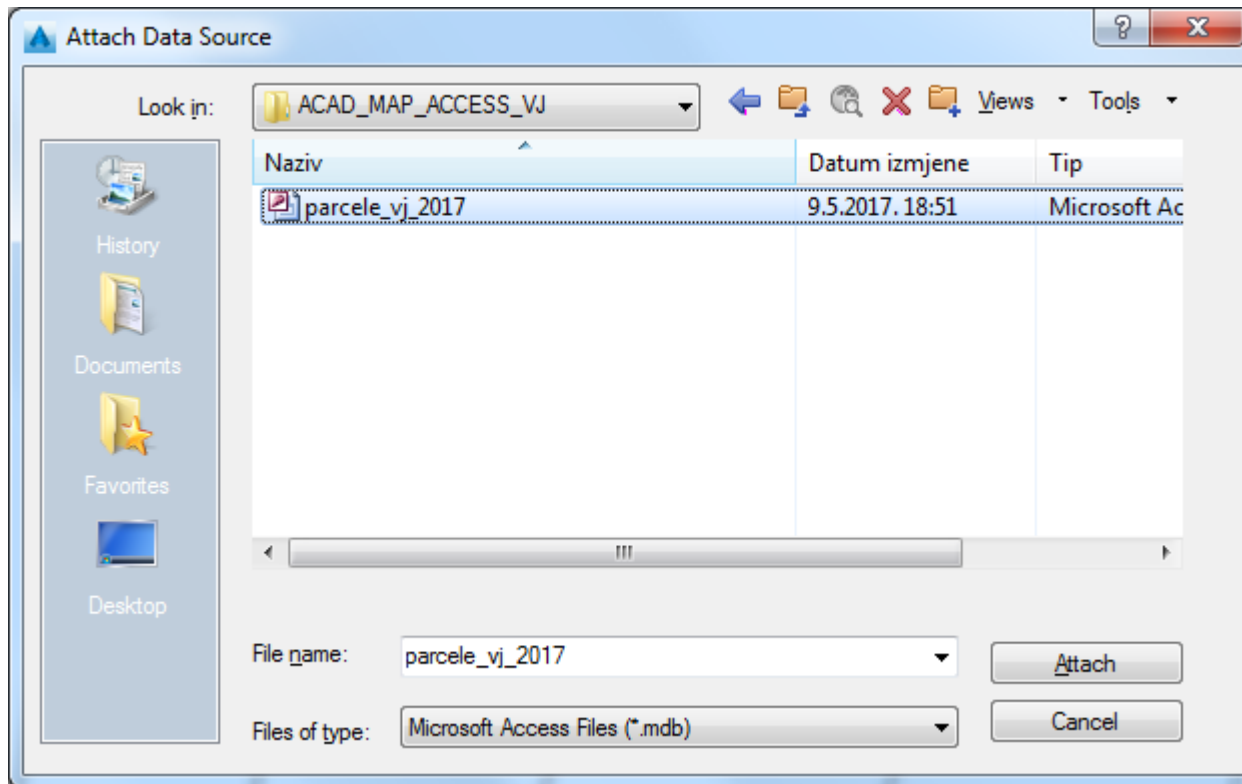 Attach Data Source
Look in: ACAD_MAP_ACCESS_VJ Views Tools
Naziv Datum izmjene Tip
parcele_vj_2017 9.5.2017. 18:51 Microsoft Ac
History
Documents
Favorites
Desktop
File name: parcele_vj_2017 Attach
Files of type: Microsoft Access Files (*.mdb) Cancel